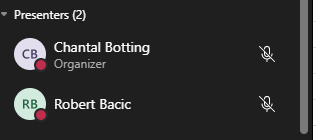 Presenters (2)
CB
Chantal Botting
Organizer
RB
Robert Bacic